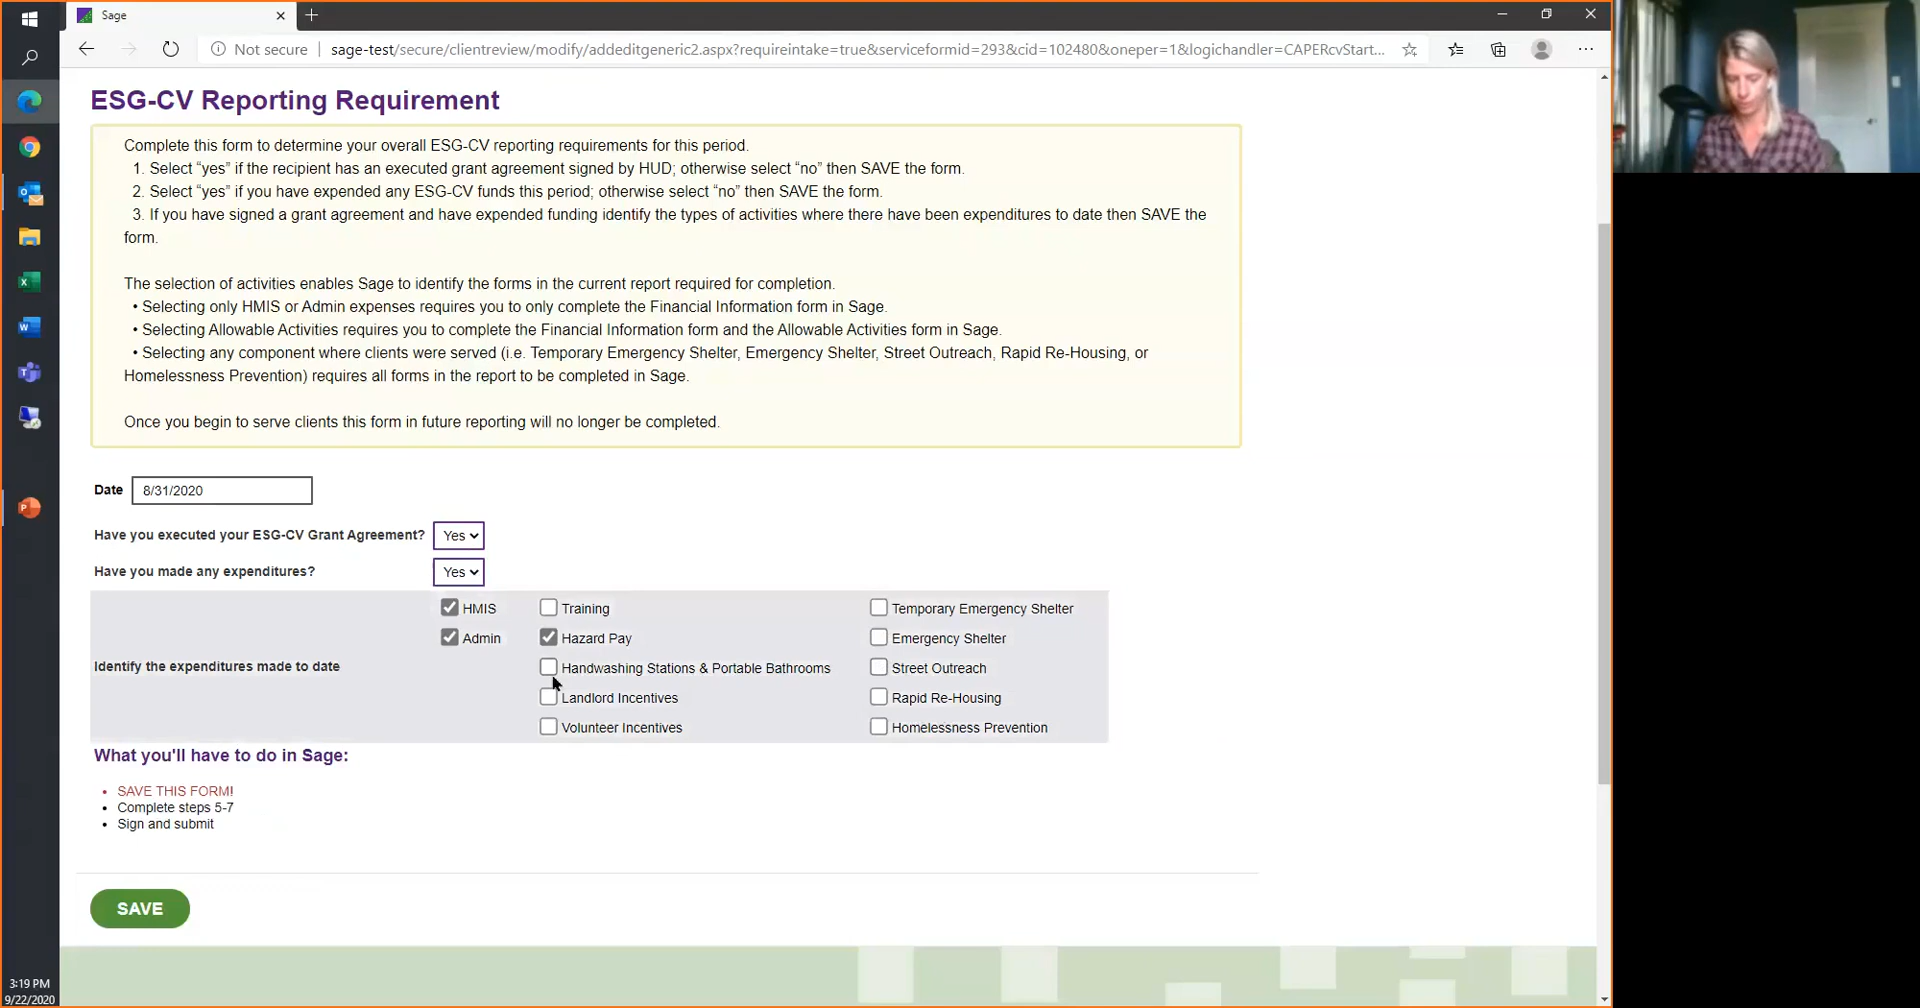 Sage
Not secure
sage-test/secure/clientreview/modify/addeditgeneric2.aspx?requireintake=true&serviceformid=293&cid=102480&oneper=1&logichandler=CAPERcvStart...
ESG-CV Reporting Requirement
Complete this form to determine your overall ESG-CV reporting requirements for this period.
1. Select “yes” if the recipient has an executed grant agreement signed by HUD; otherwise select “no” then SAVE the form.
2. Select “yes” if you have expended any ESG-CV funds this period; otherwise select “no” then SAVE the form.
3. If you have signed a grant agreement and have expended funding identify the types of activities where there have been expenditures to date then SAVE the
form.
The selection of activities enables Sage to identify the forms in the current report required for completion.
• Selecting only HMIS or Admin expenses requires you to only complete the Financial Information form in Sage.
• Selecting Allowable Activities requires you to complete the Financial Information form and the Allowable Activities form in Sage.
• Selecting any component where clients were served (i.e. Temporary Emergency Shelter, Emergency Shelter, Street Outreach, Rapid Re-Housing, or
Homelessness Prevention) requires all forms in the report to be completed in Sage.
Once you begin to serve clients this form in future reporting will no longer be completed.
Date 8/31/2020
Have you executed your ESG-CV Grant Agreement? Yes
Have you made any expenditures? Yes
Identify the expenditures made to date
HMIS
Admin
Training
Hazard Pay
Handwashing Stations & Portable Bathrooms
Landlord Incentives
Volunteer Incentives
Temporary Emergency Shelter
Emergency Shelter
Street Outreach
Rapid Re-Housing
Homelessness Prevention
What you'll have to do in Sage:
• SAVE THIS FORM!
• Complete steps 5-7
• Sign and submit
SAVE
3:19 PM
9/22/2020